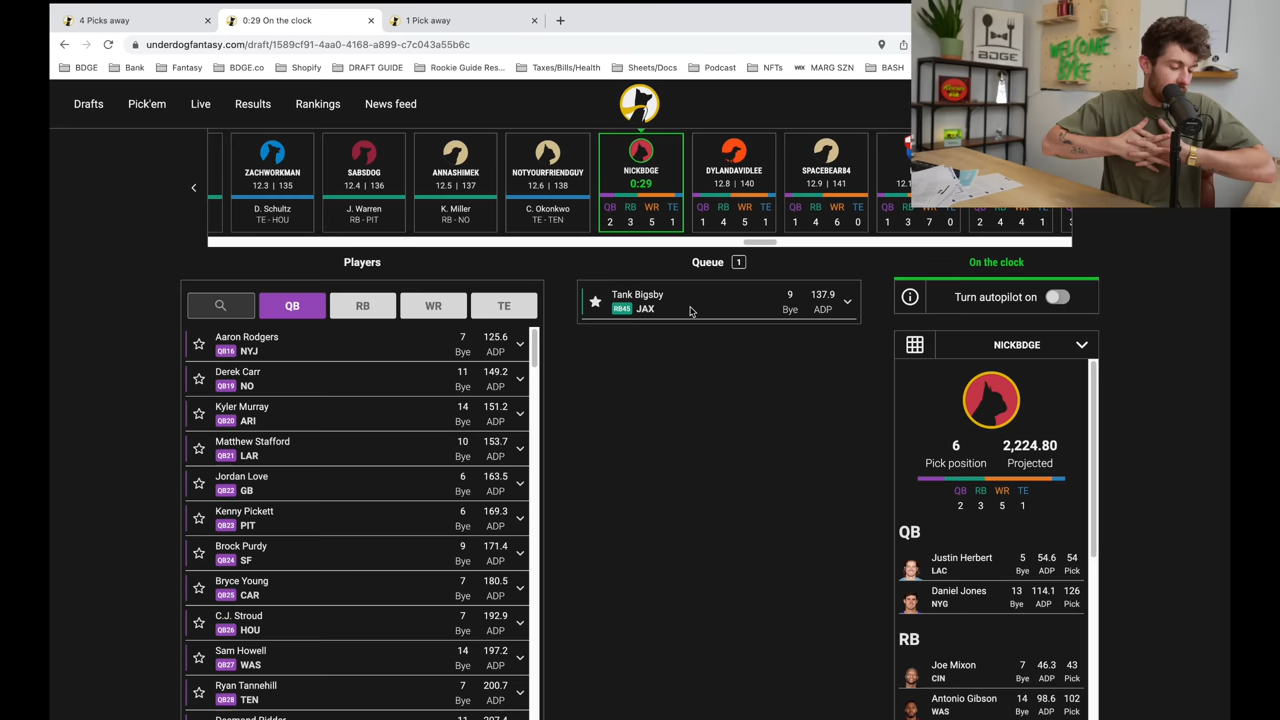 4 Picks away
0:29 On the clock
1 Pick away
underdogfantasy.com/draft/1589cf91-4aa0-4168-a899-c7c043a55b6c
BDGE
Bank
Fantasy
BDGE.co
Shopify
DRAFT GUIDE
Rookie Guide Res...
Taxes/Bills/Health
Sheets/Docs
Podcast
NFTs
WIX MARG SZN
BASH
BDGE
WELCOME
Drafts
Pick'em
Live
Results
Rankings
News feed
ZACHWORKMAN
12.3 | 135
D. Schultz
TE - HOU
SABSDOG
12.4 | 136
J. Warren
RB - PIT
ANNASHIMEK
12.5 | 137
K. Miller
RB - NO
NOTYOURFRIENDGUY
12.6 | 138
C. Okonkwo
TE - TEN
NICKBDGE
0:29
QB RB WR TE
2 3 5 1
DYLANDAVIDLEE
12.8 | 140
QB RB WR TE
1 4 5 1
SPACEBEAR84
12.9 | 141
QB RB WR TE
1 4 6 0
QB RB WR TE
1 3 7 0
QB RB WR TE
2 4 4 1
Players
QB
RB
WR
TE
Aaron Rodgers 7 125.6
QB16 NYJ Bye ADP
Derek Carr 11 149.2
QB19 NO Bye ADP
Kyler Murray 14 151.2
QB20 ARI Bye ADP
Matthew Stafford 10 153.7
QB21 LAR Bye ADP
Jordan Love 6 163.5
QB22 GB Bye ADP
Kenny Pickett 6 169.3
QB23 PIT Bye ADP
Brock Purdy 9 171.4
QB24 SF Bye ADP
Bryce Young 7 180.5
QB25 CAR Bye ADP
C.J. Stroud 7 192.9
QB26 HOU Bye ADP
Sam Howell 14 197.2
QB27 WAS Bye ADP
Ryan Tannehill 7 200.7
QB28 TEN Bye ADP
Queue 1
Tank Bigsby 9 137.9
RB45 JAX Bye ADP
On the clock
Turn autopilot on
NICKBDGE
6 2,224.80
Pick position Projected
QB RB WR TE
2 3 5 1
QB
Justin Herbert 5 54.6 54
LAC Bye ADP Pick
Daniel Jones 13 114.1 126
NYG Bye ADP Pick
RB
Joe Mixon 7 46.3 43
CIN Bye ADP Pick
Antonio Gibson 14 98.6 102
WAS Bye ADP Pick